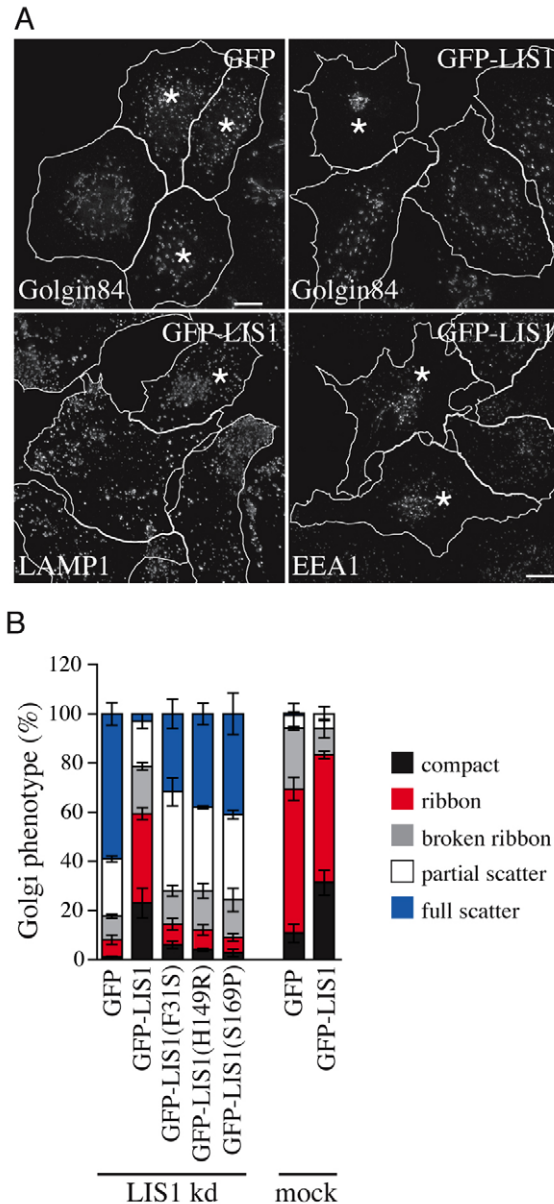 A
GFP
GFP-LIS1
*
*
*
*
Golgin84
Golgin84
GFP-LIS1
GFP-LIS1
*
*
*
LAMP1
EEA1
B
Golgi phenotype (%)
120
100
80
60
40
20
0
compact
ribbon
broken ribbon
partial scatter
full scatter
GFP
GFP-LIS1
GFP-LIS1(F31S)
GFP-LIS1(H149R)
GFP-LIS1(S169P)
GFP
GFP-LIS1
LIS1 kd
mock